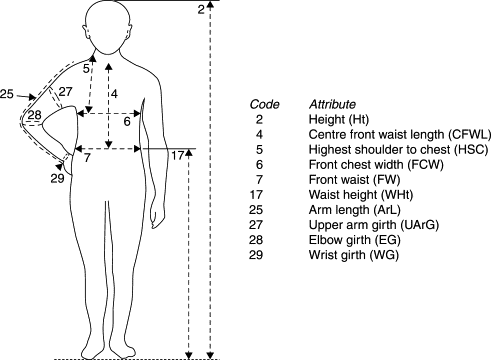 2
5
4
25
27
28
6
7
17
29
Code Attribute
2 Height (Ht)
4 Centre front waist length (CFWL)
5 Highest shoulder to chest (HSC)
6 Front chest width (FCW)
7 Front waist (FW)
17 Waist height (WHt)
25 Arm length (ArL)
27 Upper arm girth (UArG)
28 Elbow girth (EG)
29 Wrist girth (WG)